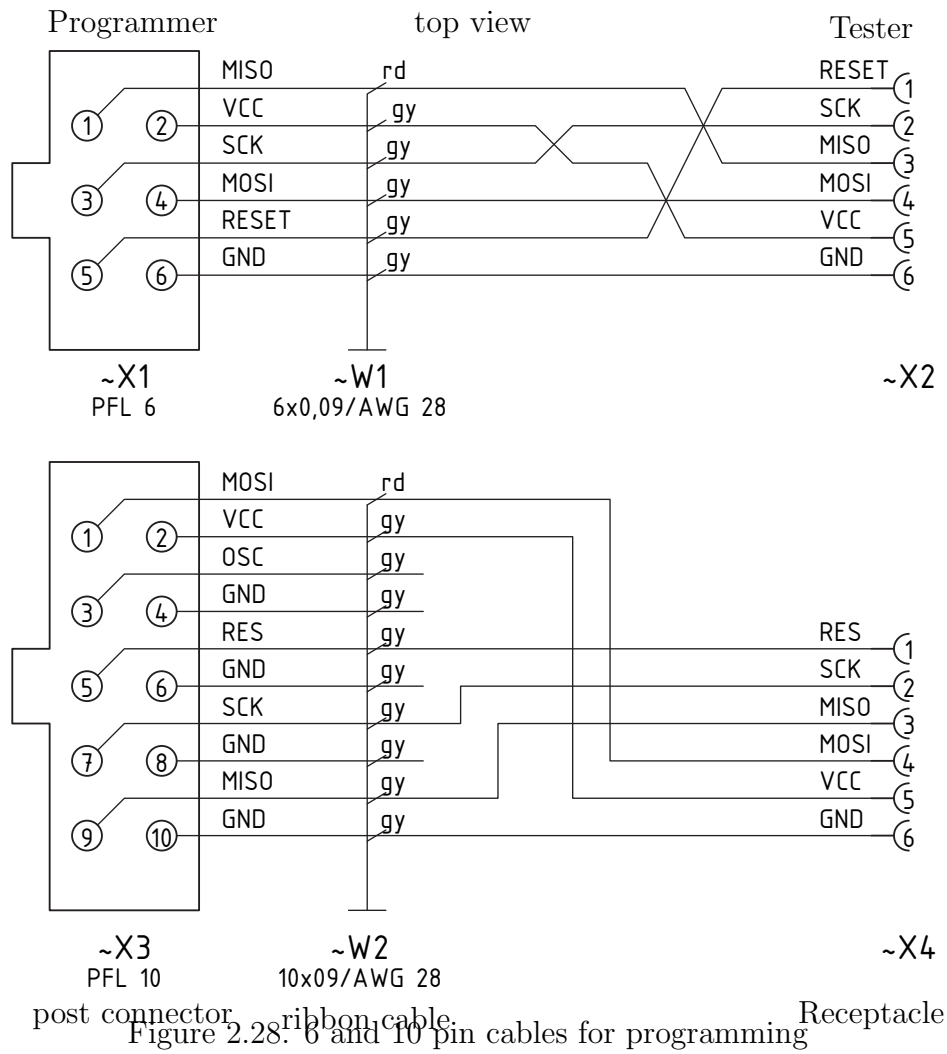 Programmer top view Tester
MISO rd RESET 1
1 2 VCC gy SCK 2
SCK gy MISO 3
3 4 MOSI gy MOSI 4
RESET gy VCC 5
5 6 GND gy GND 6
~X1 ~W1 ~X2
PFL 6 6x0,09/AWG 28
MOSI rd
1 2 VCC gy
OSC gy
3 4 GND gy
RES gy RES 1
5 6 GND gy SCK 2
SCK gy MISO 3
7 8 GND gy MOSI 4
MISO gy VCC 5
9 10 GND gy GND 6
~X3 ~W2 ~X4
PFL 10 10x09/AWG 28
post connector ribbon cable Receptacle
Figure 2.28. 6 and 10 pin cables for programming